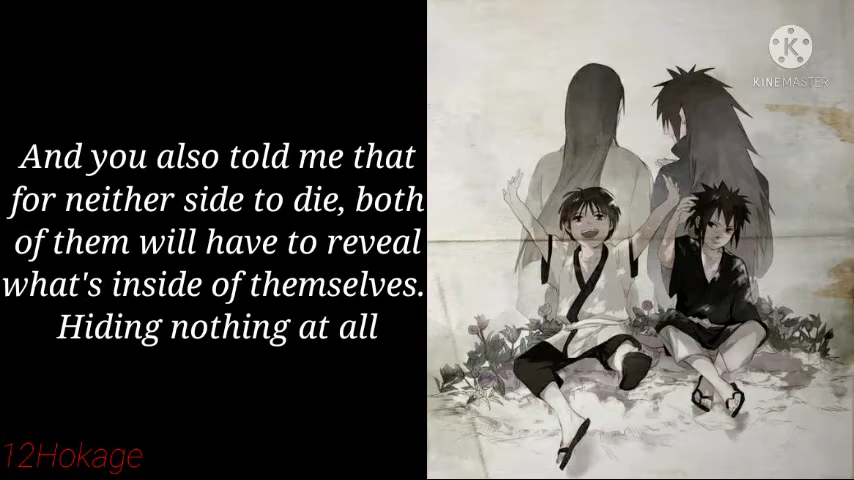 And you also told me that
for neither side to die, both
of them will have to reveal
what's inside of themselves.
Hiding nothing at all
12Hokage
K
KINEMASTER